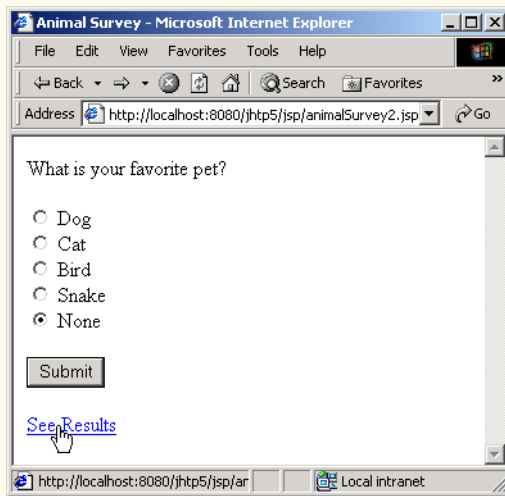 Animal Survey - Microsoft Internet Explorer
File Edit View Favorites Tools Help
Back Search Favorites »
Address http://localhost:8080/jhtp5/jsp/animalSurvey2.jsp Go
What is your favorite pet?
Dog
Cat
Bird
Snake
None
Submit
See Results
http://localhost:8080/jhtp5/jsp/ar Local intranet